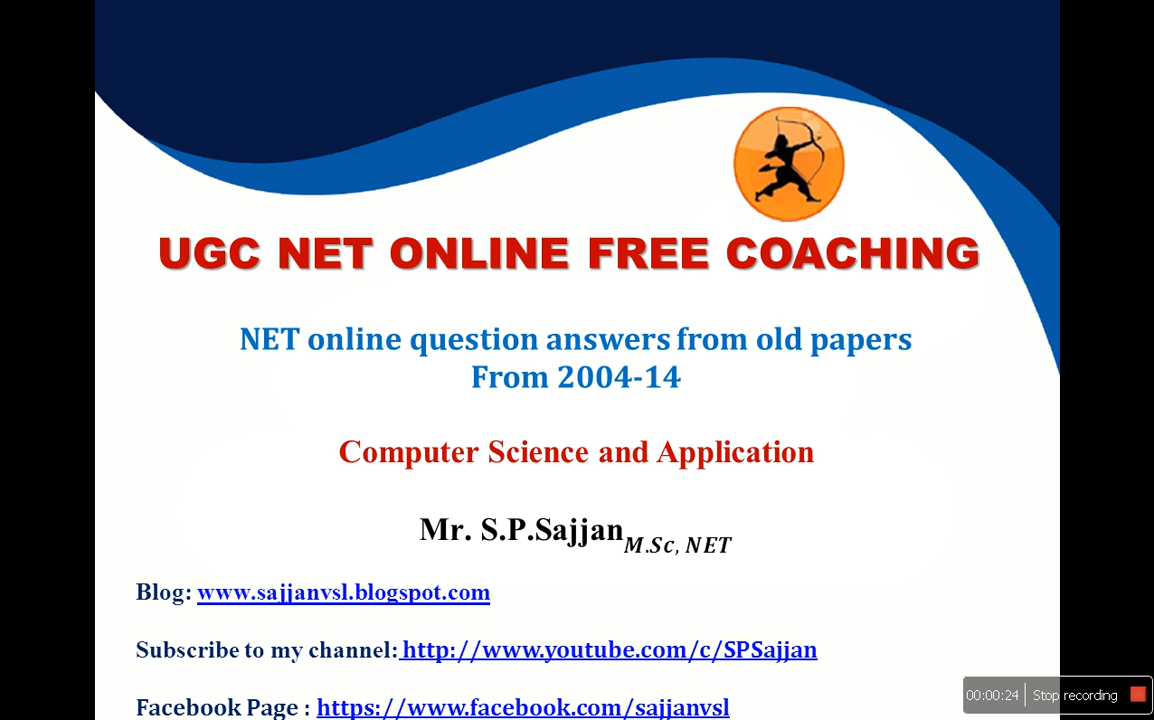 UGC NET ONLINE FREE COACHING
NET online question answers from old papers
From 2004-14
Computer Science and Application
Mr. S.P.Sajjan M.Sc, NET
Blog: www.sajjanvsl.blogspot.com
Subscribe to my channel: http://www.youtube.com/c/SPSajjan
Facebook Page : https://www.facebook.com/sajjanvsl
00:00:24 Stop recording